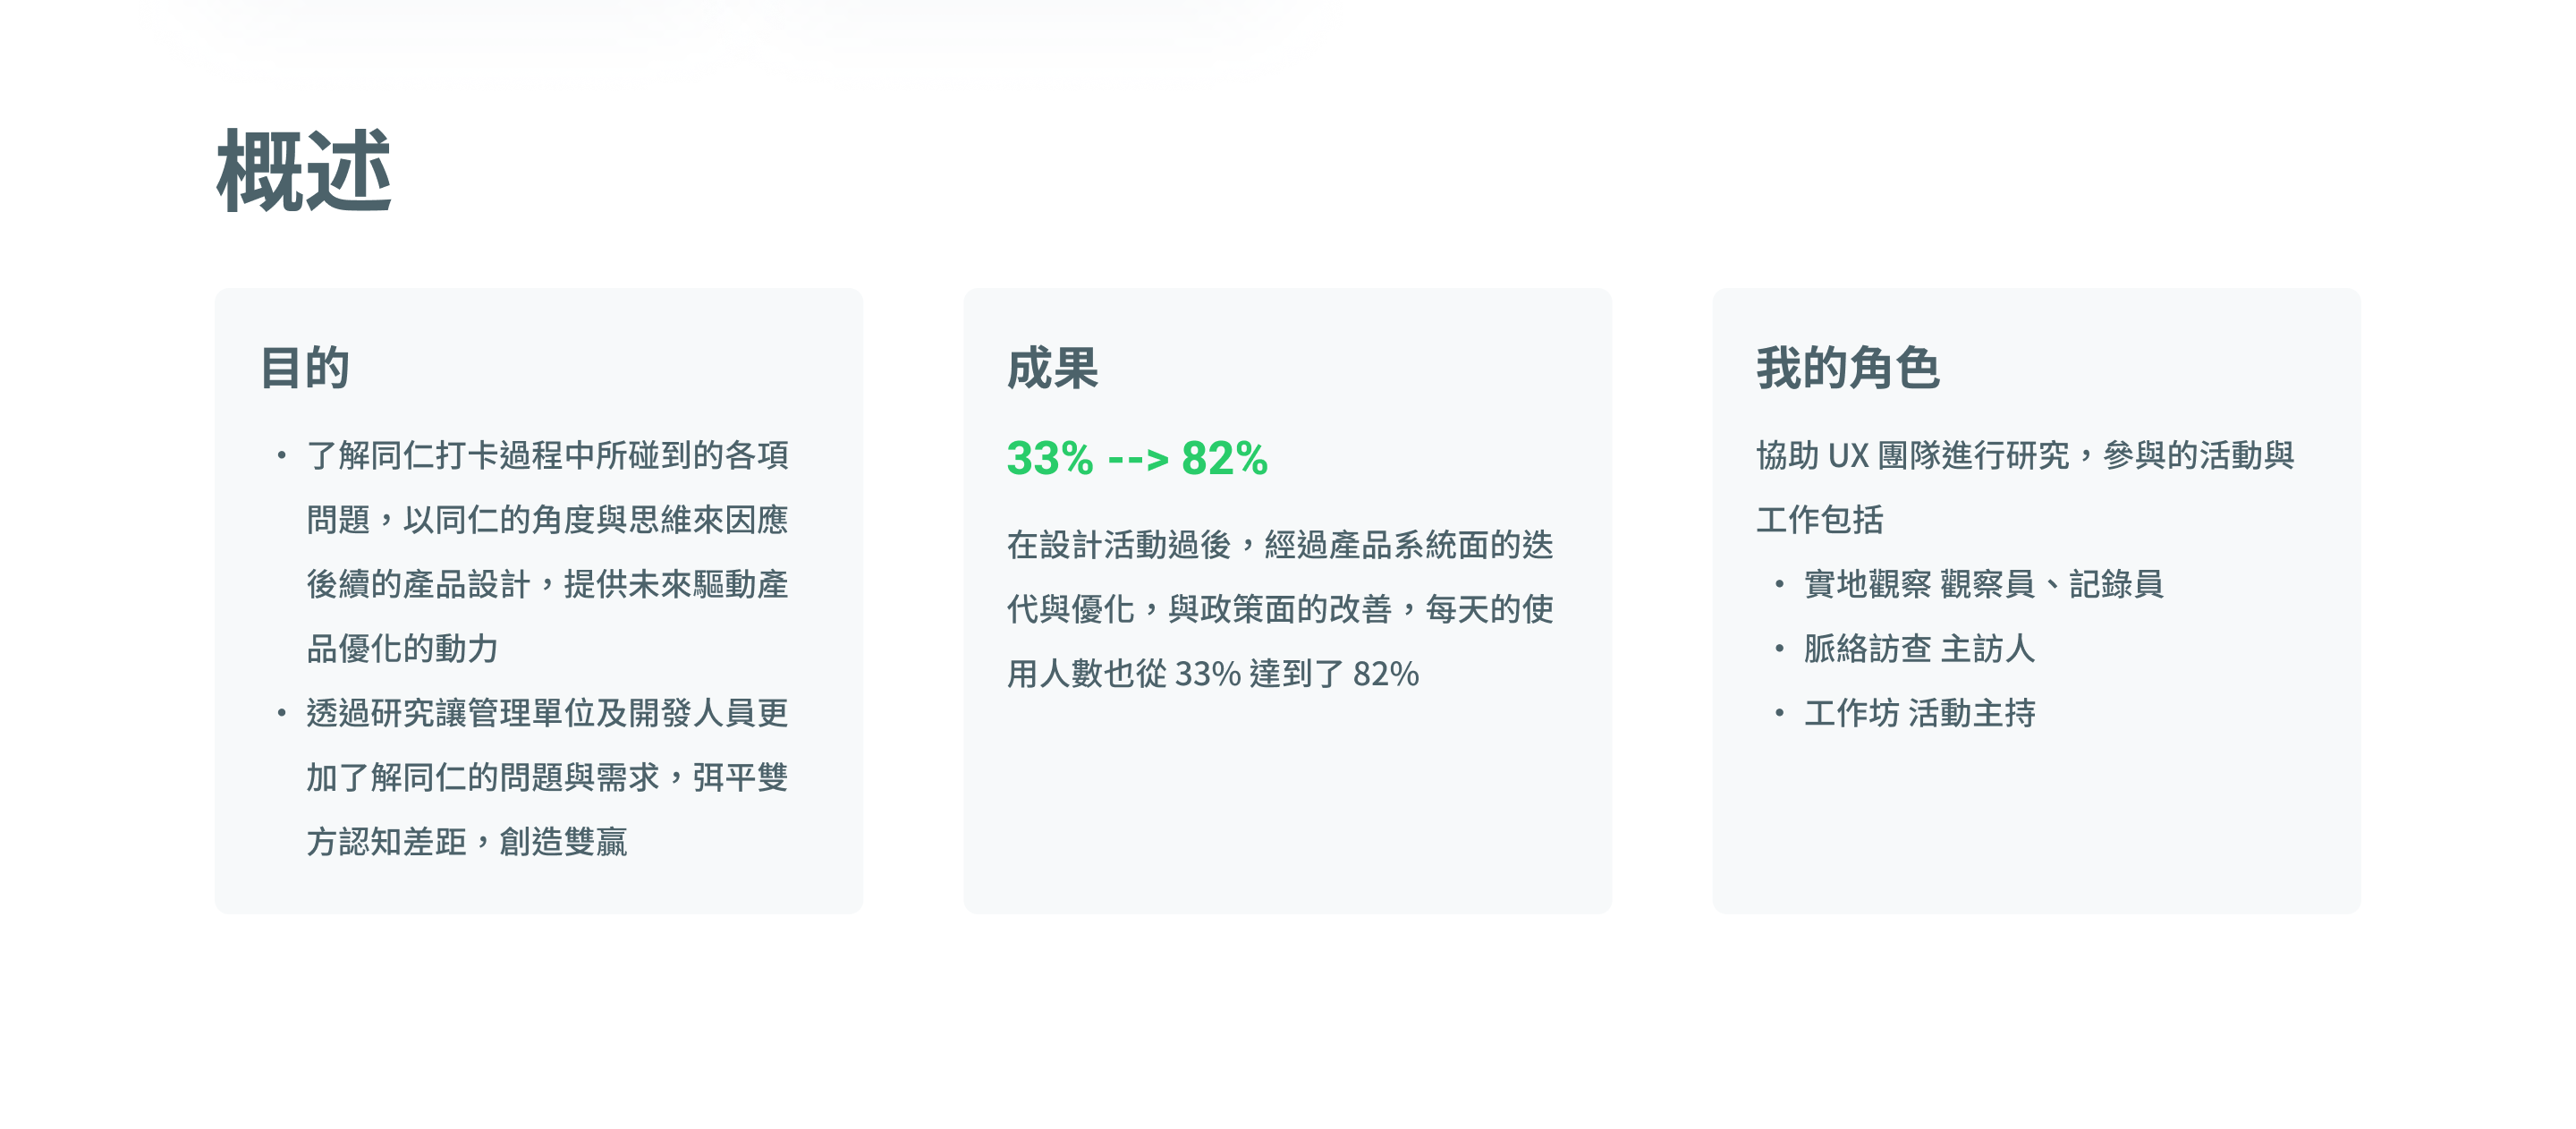 概述
目的
• 了解同仁打卡過程中所碰到的各項
問題，以同仁的角度與思維來因應
後續的產品設計，提供未來驅動產
品優化的動力
• 透過研究讓管理單位及開發人員更
加了解同仁的問題與需求，弭平雙
方認知差距，創造雙贏
成果
33% --> 82%
在設計活動過後，經過產品系統面的迭
代與優化，與政策面的改善，每天的使
用人數也從 33% 達到了 82%
我的角色
協助 UX 團隊進行研究，參與的活動與
工作包括
• 實地觀察 觀察員、記錄員
• 脈絡訪查 主訪人
• 工作坊 活動主持